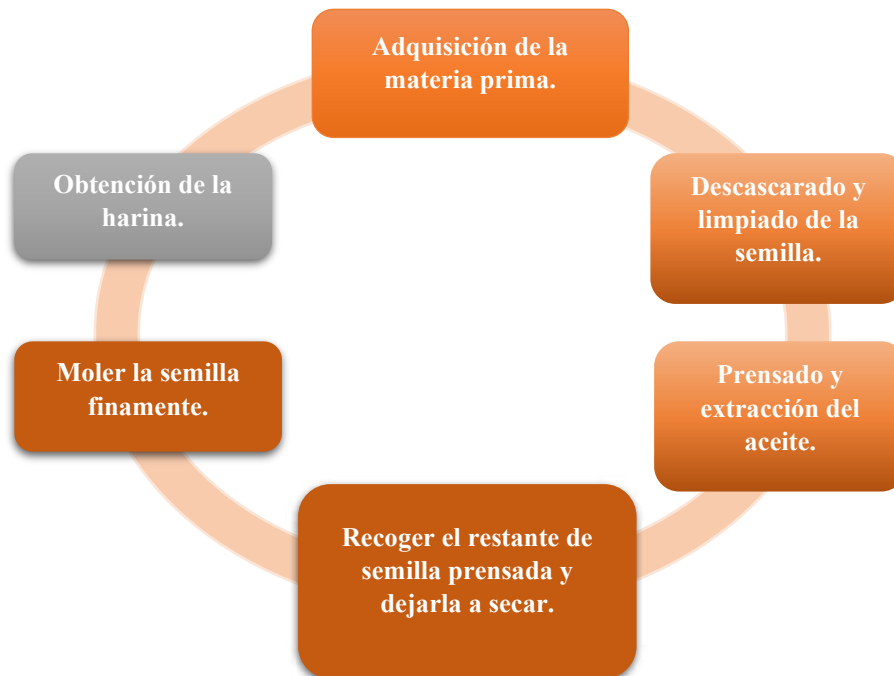 Adquisición de la
materia prima.
Descascarado y
limpiado de la
semilla.
Prensado y
extracción del
aceite.
Recoger el restante de
semilla prensada y
dejarla a secar.
Moler la semilla
finamente.
Obtención de la
harina.